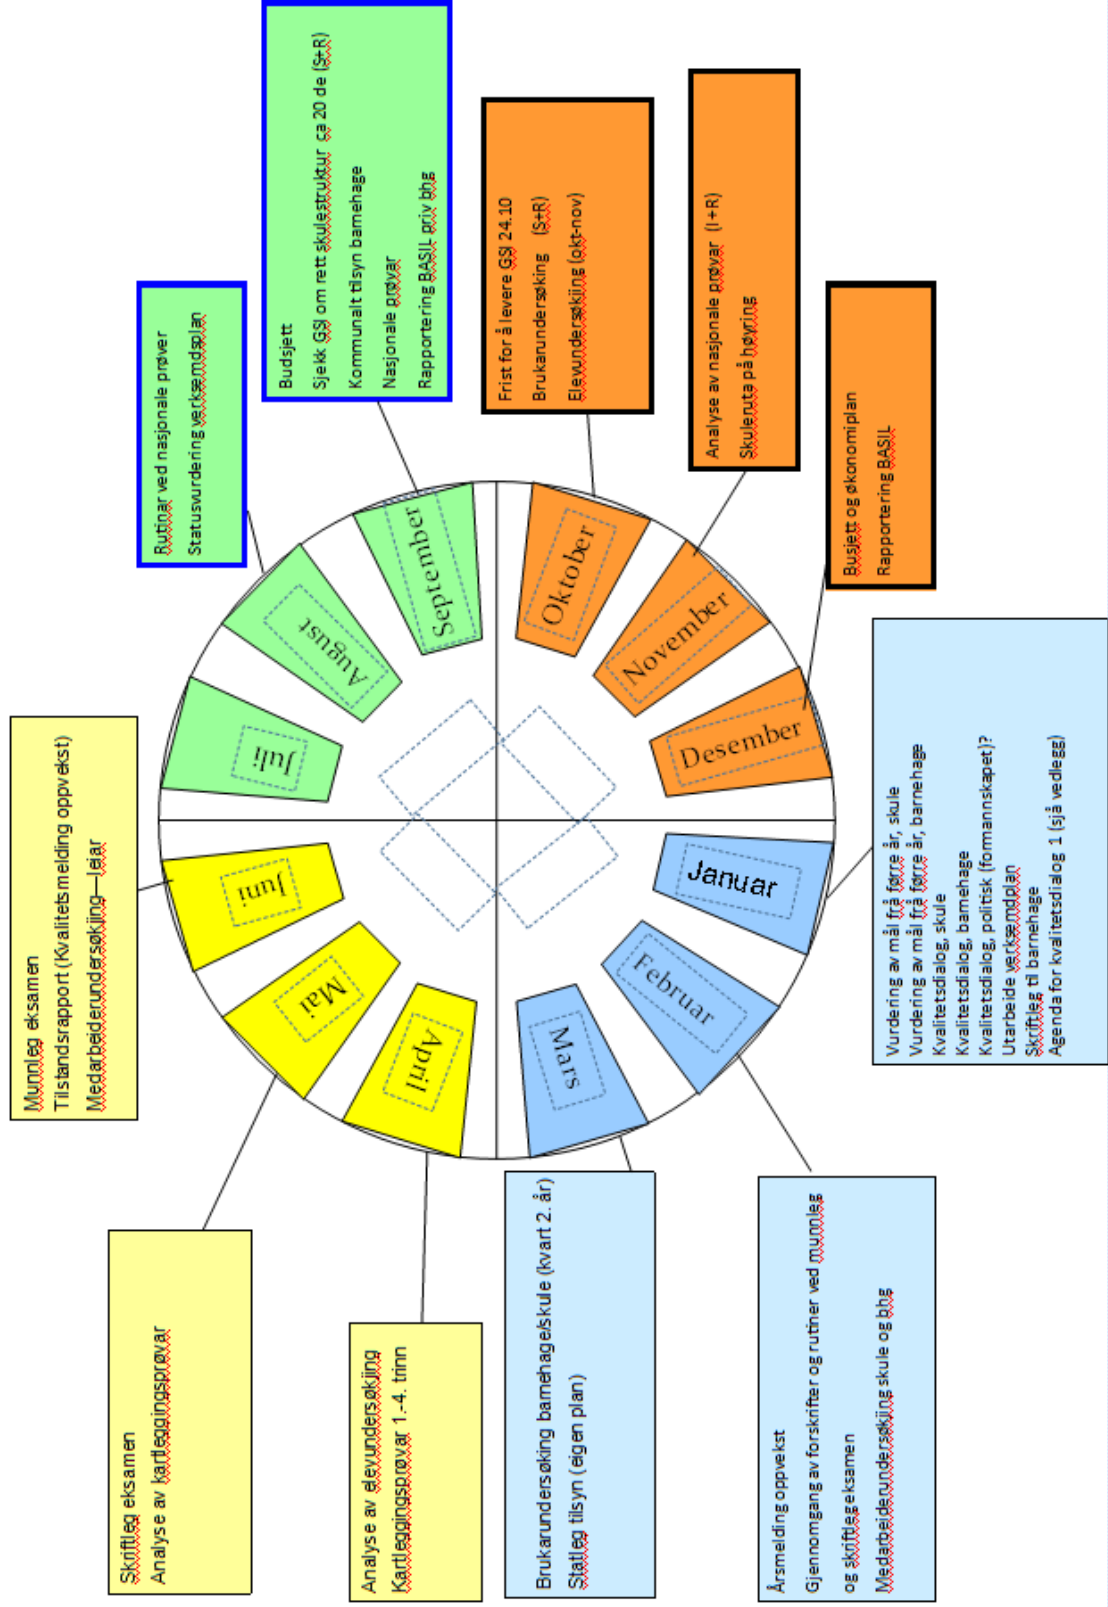 Munnleg eksamen
Tilstandsrapport (Kvalitetsmelding oppvekst)
Medarbeiderundersøkjing—leiar
Skriftleg eksamen
Analyse av kartleggingsprøvar
Analyse av elevundersøkjing
Kartleggingsprøvar 1.-4. trinn
Brukarundersøking barnehage/skule (kvart 2. år)
Statleg tilsyn (eigen plan)
Årsmelding oppvekst
Gjennomgang av forskrifter og rutiner ved munnleg
og skriftleg eksamen
Medarbeiderundersøkjing skule og bhg
Vurdering av mål frå førre år, skule
Vurdering av mål frå førre år, barnehage
Kvalitetsdialog, skule
Kvalitetsdialog, barnehage
Kvalitetsdialog, politisk (formannskapet)?
Utarbeide verksemdplan
Skriftleg til barnehage
Agenda for kvalitetsdialog 1 (sjå vedlegg)
Busjett og økonomiplan
Rapportering BASIL
Analyse av nasjonale prøvar (I+R)
Skuleruta på høyring
Frist for å levere GSI 24.10
Brukarundersøking (S+R)
Elevundersøkjing (okt-nov)
Budsjett
Sjekk GSI om rett skulestruktur ca 20 de (S+R)
Kommunalt tilsyn barnehage
Nasjonale prøvar
Rapportering BASIL priv bhg
Rutinar ved nasjonale prøver
Statusvurdering verksemdsplan
Januar
Februar
Mars
April
Mai
Juni
Juli
August
September
Oktober
November
Desember